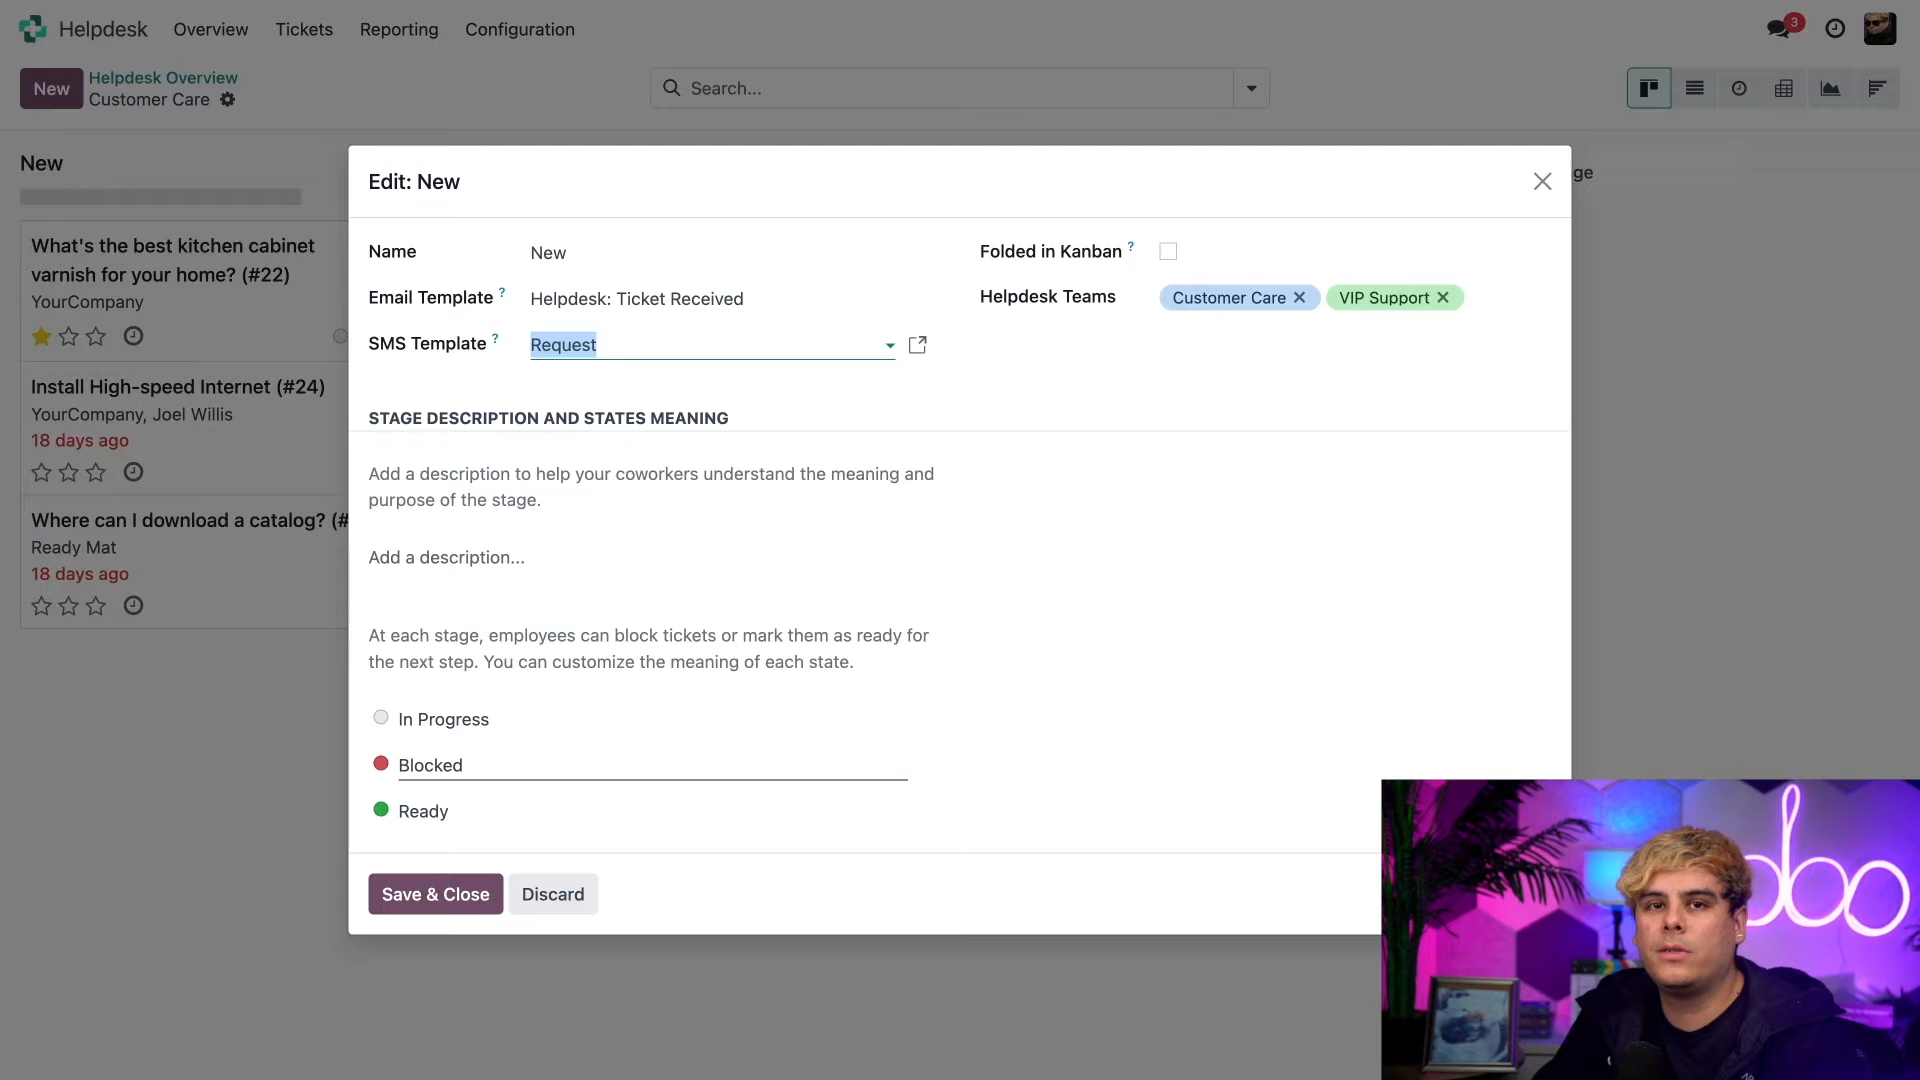 Helpdesk
Overview
Tickets
Reporting
Configuration
3
New
Helpdesk Overview
Customer Care
Search...
New
What's the best kitchen cabinet
varnish for your home? (#22)
YourCompany
Install High-speed Internet (#24)
YourCompany, Joel Willis
18 days ago
Where can I download a catalog? (#
Ready Mat
18 days ago
ge
Edit: New
Name
New
Email Template ?
Helpdesk: Ticket Received
SMS Template ?
Request
Folded in Kanban ?
Helpdesk Teams
Customer Care
VIP Support
STAGE DESCRIPTION AND STATES MEANING
Add a description to help your coworkers understand the meaning and
purpose of the stage.
Add a description...
At each stage, employees can block tickets or mark them as ready for
the next step. You can customize the meaning of each state.
In Progress
Blocked
Ready
Save & Close
Discard